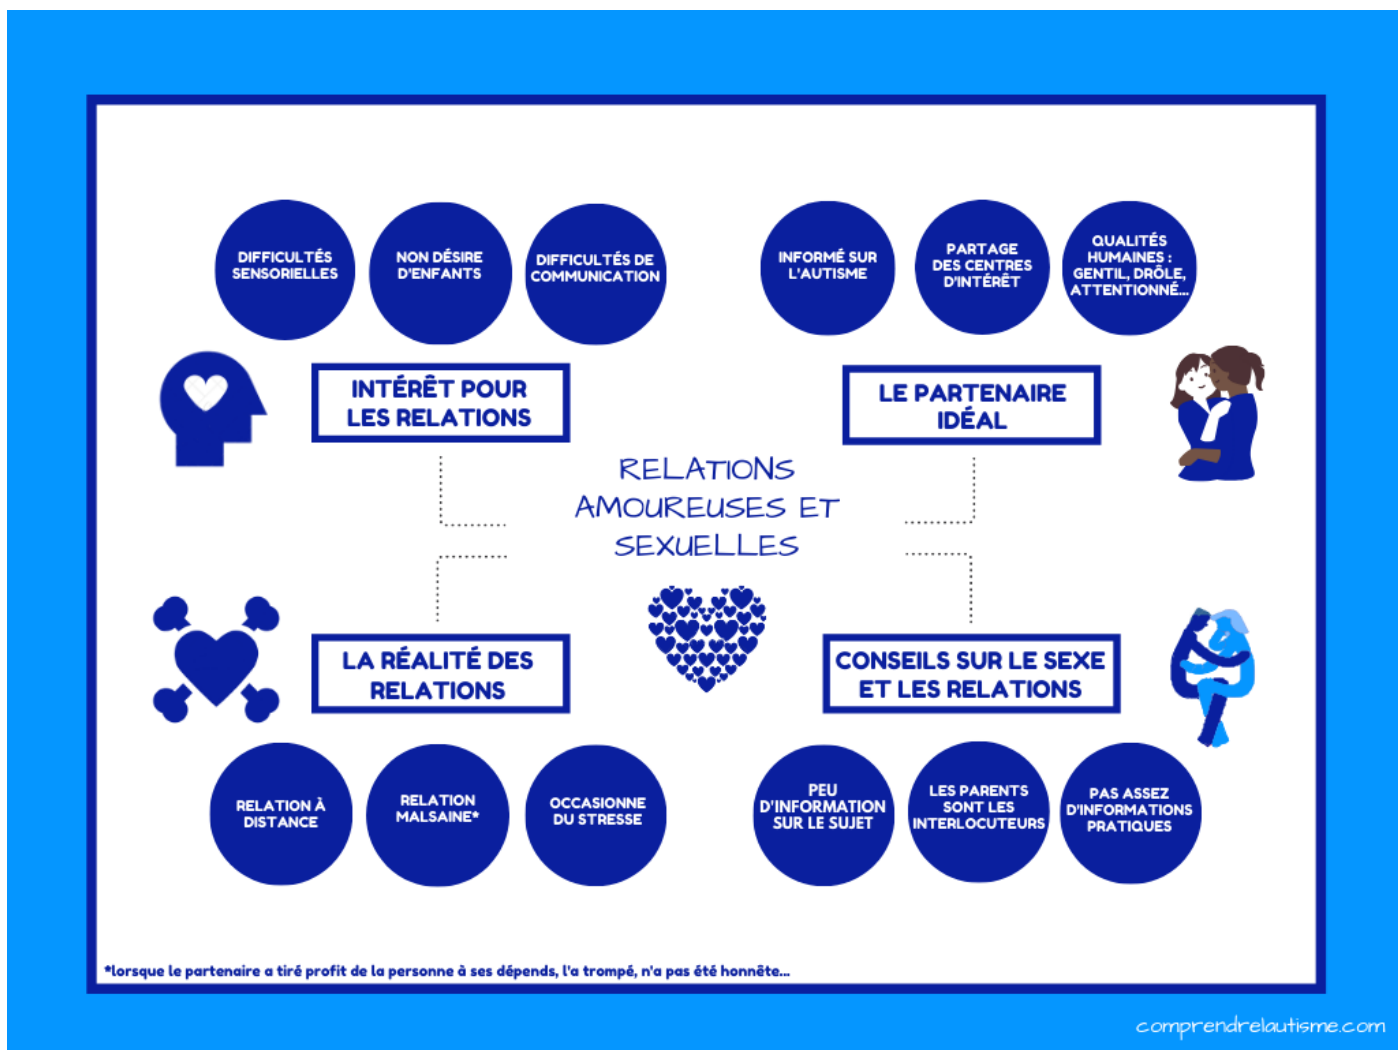 DIFFICULTÉS
SENSORIELLES
NON DÉSIRE
D'ENFANTS
DIFFICULTÉS DE
COMMUNICATION
INFORMÉ SUR
L'AUTISME
PARTAGE
DES CENTRES
D'INTÉRÊT
QUALITÉS
HUMAINES :
GENTIL, DRÔLE,
ATTENTIONNÉ...
INTÉRÊT POUR
LES RELATIONS
LE PARTENAIRE
IDÉAL
RELATIONS
AMOUREUSES ET
SEXUELLES
LA RÉALITÉ DES
RELATIONS
CONSEILS SUR LE SEXE
ET LES RELATIONS
RELATION À
DISTANCE
RELATION
MALSAINE*
OCCASIONNE
DU STRESSE
PEU
D'INFORMATION
SUR LE SUJET
LES PARENTS
SONT LES
INTERLOCUTEURS
PAS ASSEZ
D'INFORMATIONS
PRATIQUES
*lorsque le partenaire a tiré profit de la personne à ses dépends, l'a trompé, n'a pas été honnête...
comprendrelautisme.com